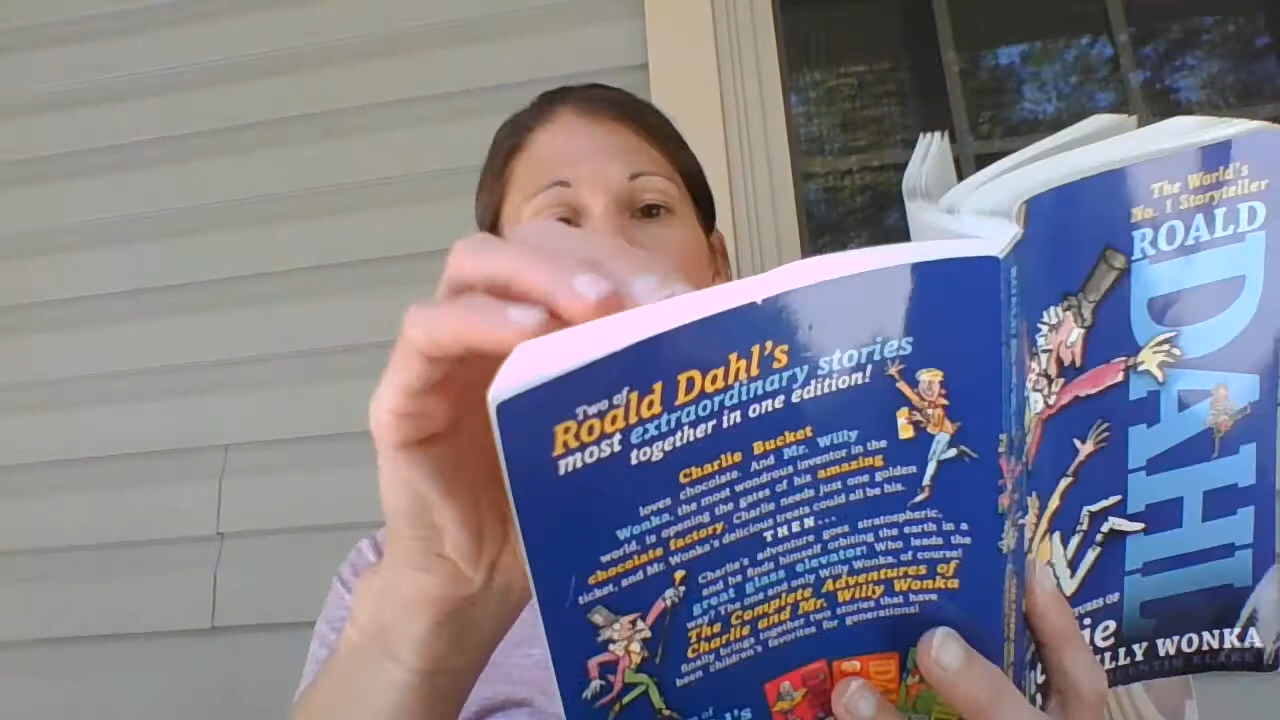 Two of
Roald Dahl's
most extraordinary stories
together in one edition!
Charlie Bucket
loves chocolate. And Mr. Willy
Wonka, the most wondrous inventor in the
world, is opening the gates of his amazing
chocolate factory. Charlie needs just one golden
ticket, and Mr. Wonka's delicious treats could all be his.
THEN...
Charlie's adventure goes stratospheric,
and he finds himself orbiting the earth in a
great glass elevator! Who leads the
way? The one and only Willy Wonka, of course!
The Complete Adventures of
Charlie and Mr. Willy Wonka
finally brings together two stories that have
been children's favorites for generations!
of
's
The World's
No. 1 Storyteller
ROALD
DAHL
TURES OF
ie
ILLY WONKA